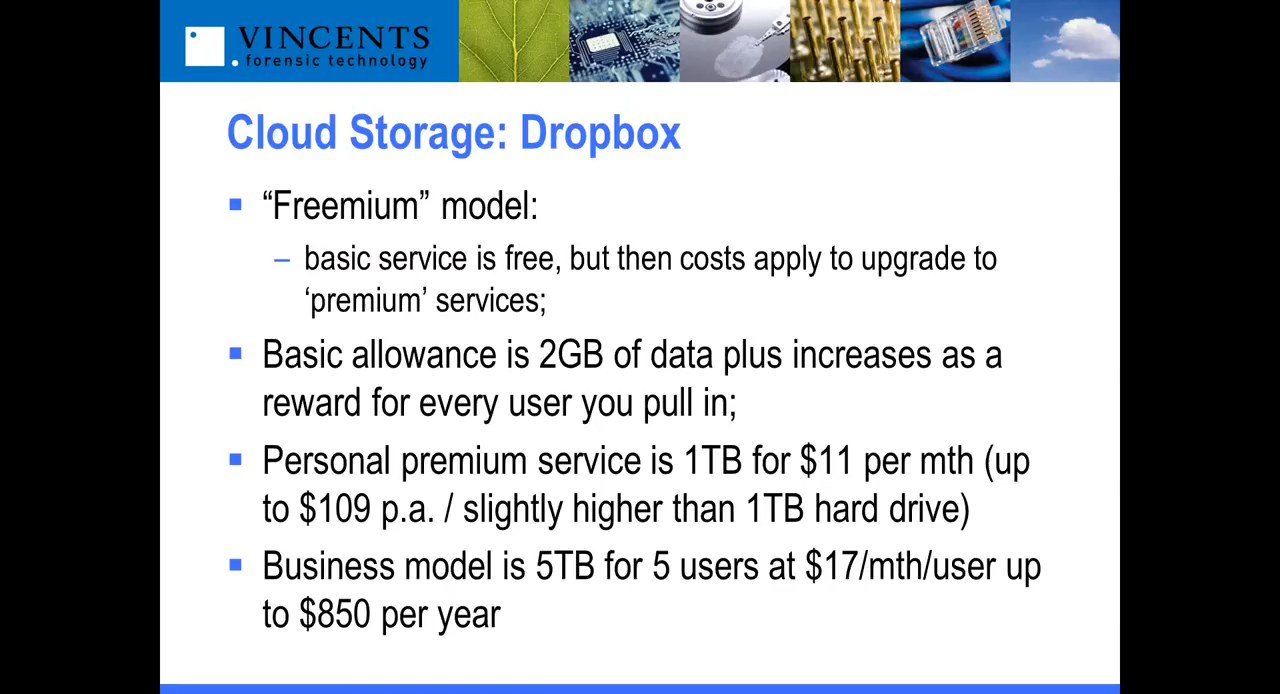 VINCENTS
forensic technology
Cloud Storage: Dropbox
“Freemium” model:
– basic service is free, but then costs apply to upgrade to
‘premium’ services;
Basic allowance is 2GB of data plus increases as a
reward for every user you pull in;
Personal premium service is 1TB for $11 per mth (up
to $109 p.a. / slightly higher than 1TB hard drive)
Business model is 5TB for 5 users at $17/mth/user up
to $850 per year